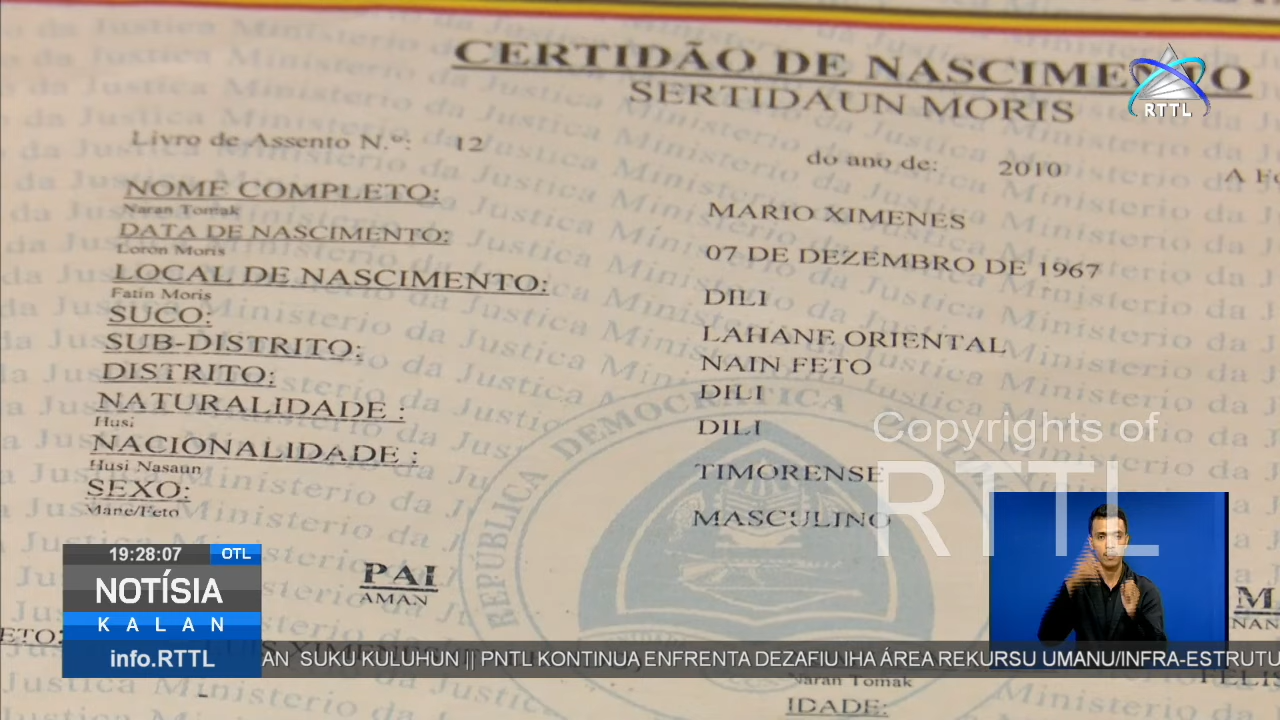 CERTIDÃO DE NASCIMENTO
SERTIDAUN MORIS
RTTL
Livro de Assento N.º: 12 do ano de: 2010
NOME COMPLETO: MARIO XIMENES
Naran Tomak
DATA DE NASCIMENTO: 07 DE DEZEMBRO DE 1967
Loron Moris
LOCAL DE NASCIMENTO: DILI
Fatin Moris
SUCO: LAHANE ORIENTAL
SUB-DISTRITO: NAIN FETO
DISTRITO: DILI
NATURALIDADE : DILI
Husi
NACIONALIDADE : TIMORENSE
Husi Nasaun
SEXO: MASCULINO
Mane/Feto
REPÚBLICA DEMOCRÁTICA
Copyrights of
RTTL
PAI
AMAN
19:28:07 OTL
NOTÍSIA
KALAN
info.RTTL
AN SUKU KULUHUN || PNTL KONTINUA ENFRENTA DEZAFIU IHA ÁREA REKURSU UMANU/INFRA-ESTRUTU
Naran Tomak
IDADE: